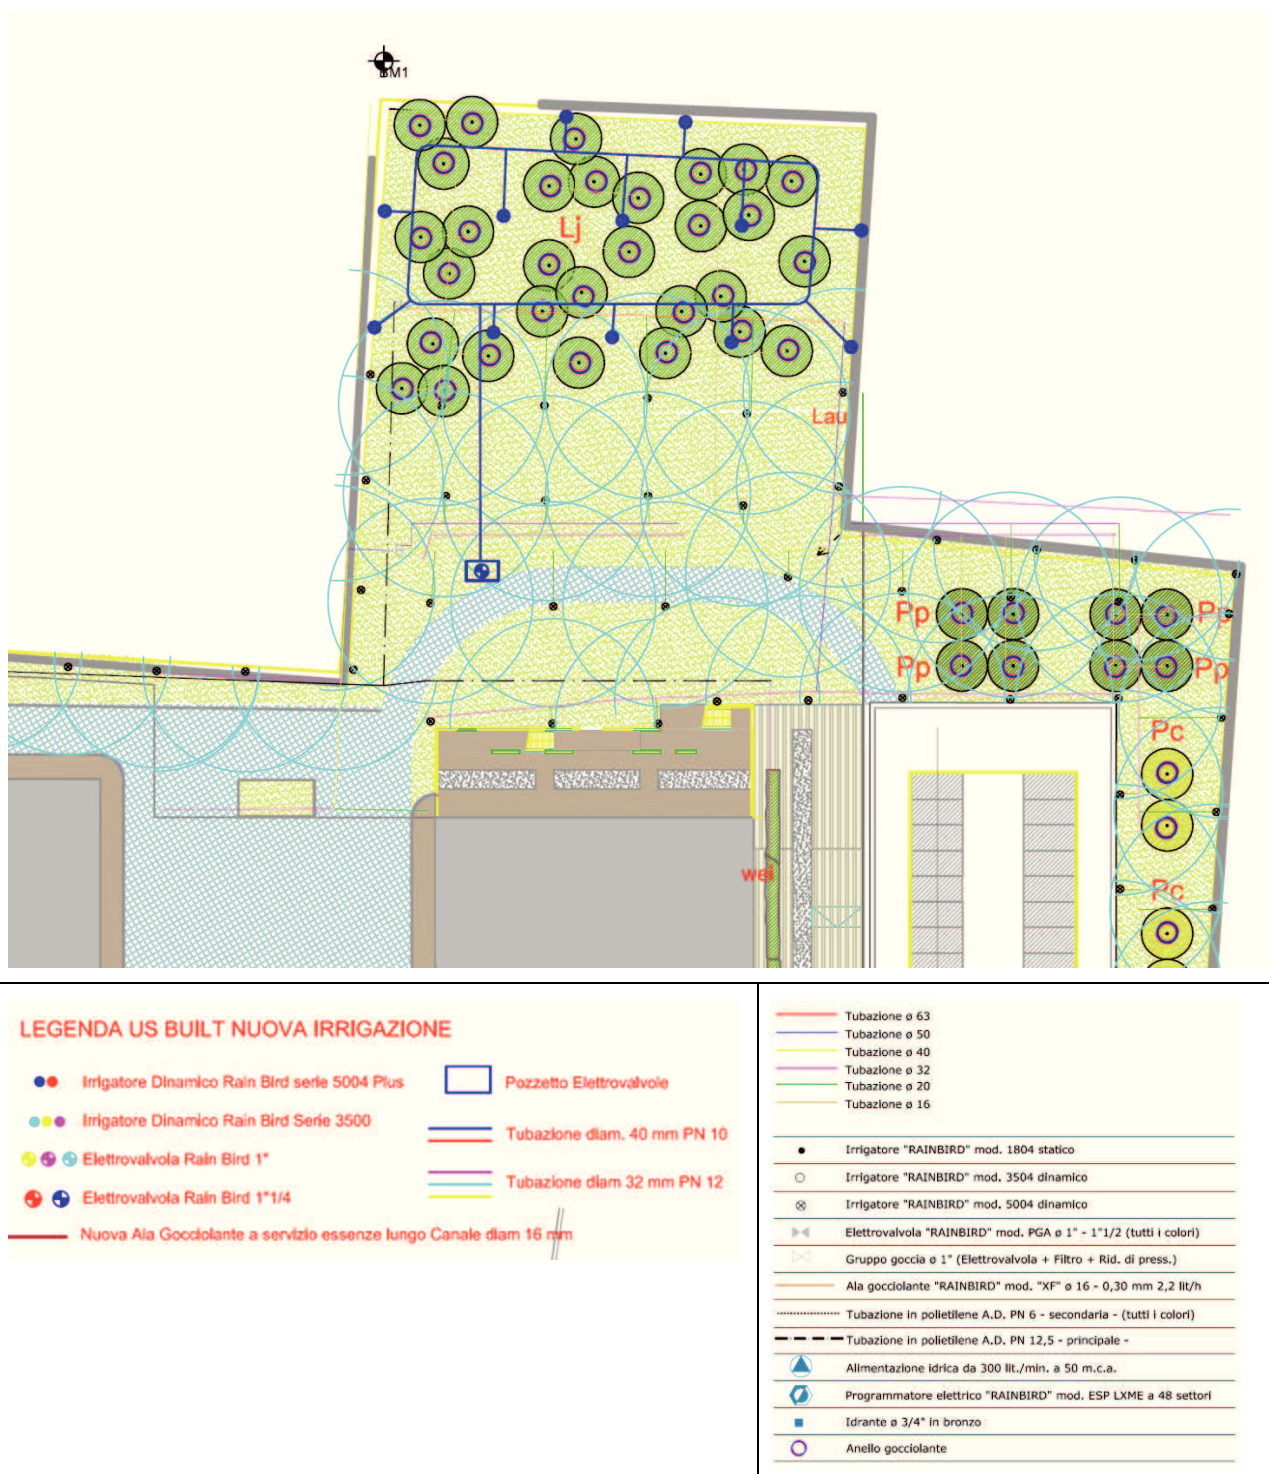 BM1
Lj
Lau
Pp
Pp
Pp
Pc
Pc
wei
LEGENDA US BUILT NUOVA IRRIGAZIONE
Irrigatore Dinamico Rain Bird serie 5004 Plus
Irrigatore Dinamico Rain Bird Serie 3500
Elettrovalvola Rain Bird 1"
Elettrovalvola Rain Bird 1"1/4
Nuova Ala Gocciolante a servizio essenze lungo Canale diam 16 mm
Pozzetto Elettrovalvole
Tubazione diam. 40 mm PN 10
Tubazione diam 32 mm PN 12
Tubazione ø 63
Tubazione ø 50
Tubazione ø 40
Tubazione ø 32
Tubazione ø 20
Tubazione ø 16
Irrigatore "RAINBIRD" mod. 1804 statico
Irrigatore "RAINBIRD" mod. 3504 dinamico
Irrigatore "RAINBIRD" mod. 5004 dinamico
Elettrovalvola "RAINBIRD" mod. PGA ø 1" - 1"1/2 (tutti i colori)
Gruppo goccia ø 1" (Elettrovalvola + Filtro + Rid. di press.)
Ala gocciolante "RAINBIRD" mod. "XF" ø 16 - 0,30 mm 2,2 lit/h
Tubazione in polietilene A.D. PN 6 - secondaria - (tutti i colori)
Tubazione in polietilene A.D. PN 12,5 - principale -
Alimentazione idrica da 300 lit./min. a 50 m.c.a.
Programmatore elettrico "RAINBIRD" mod. ESP LXME a 48 settori
Idrante ø 3/4" in bronzo
Anello gocciolante